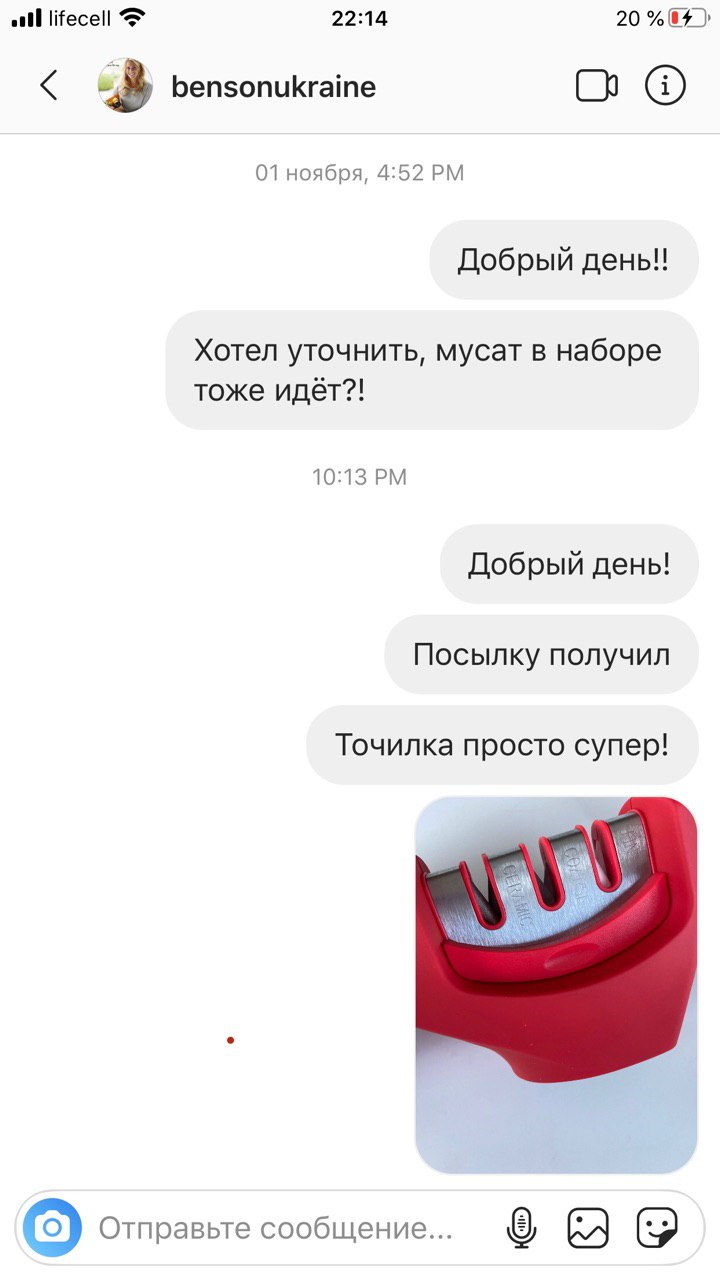 lifecell 22:14 20 %
bensonukraine
01 ноября, 4:52 PM
Добрый день!!
Хотел уточнить, мусат в наборе
тоже идёт?!
10:13 PM
Добрый день!
Посылку получил
Точилка просто супер!
CERAMIC
Отправьте сообщение...